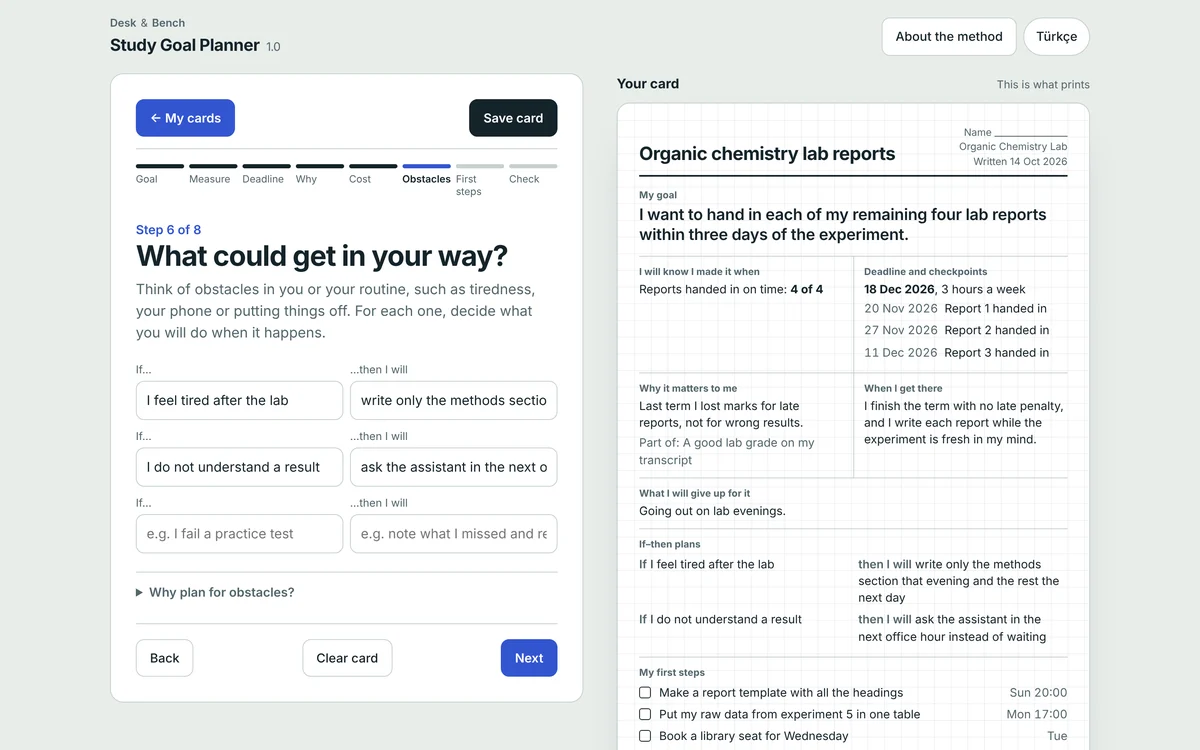 Desk & Bench
Study Goal Planner 1.0
About the method
Türkçe
← My cards
Save card
Goal
Measure
Deadline
Why
Cost
Obstacles
First steps
Check
Step 6 of 8
What could get in your way?
Think of obstacles in you or your routine, such as tiredness,
your phone or putting things off. For each one, decide what
you will do when it happens.
If...
...then I will
I feel tired after the lab
write only the methods sectio
If...
...then I will
I do not understand a result
ask the assistant in the next o
If...
...then I will
e.g. I fail a practice test
e.g. note what I missed and re
Why plan for obstacles?
Back
Clear card
Next
Your card
This is what prints
Name
Organic chemistry lab reports
Organic Chemistry Lab
Written 14 Oct 2026
My goal
I want to hand in each of my remaining four lab reports
within three days of the experiment.
I will know I made it when
Reports handed in on time: 4 of 4
Deadline and checkpoints
18 Dec 2026, 3 hours a week
20 Nov 2026 Report 1 handed in
27 Nov 2026 Report 2 handed in
11 Dec 2026 Report 3 handed in
Why it matters to me
Last term I lost marks for late
reports, not for wrong results.
Part of: A good lab grade on my
transcript
When I get there
I finish the term with no late penalty,
and I write each report while the
experiment is fresh in my mind.
What I will give up for it
Going out on lab evenings.
If–then plans
If I feel tired after the lab
then I will write only the methods
section that evening and the rest the
next day
If I do not understand a result
then I will ask the assistant in the
next office hour instead of waiting
My first steps
Make a report template with all the headings Sun 20:00
Put my raw data from experiment 5 in one table Mon 17:00
Book a library seat for Wednesday Tue